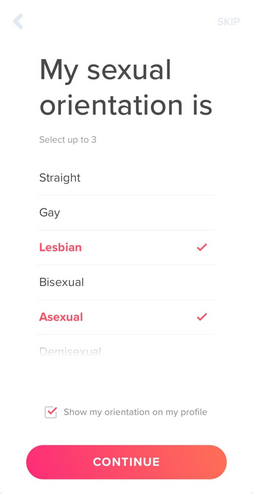 SKIP
My sexual
orientation is
Select up to 3
Straight
Gay
Lesbian
Bisexual
Asexual
Demisexual
Show my orientation on my profile
CONTINUE